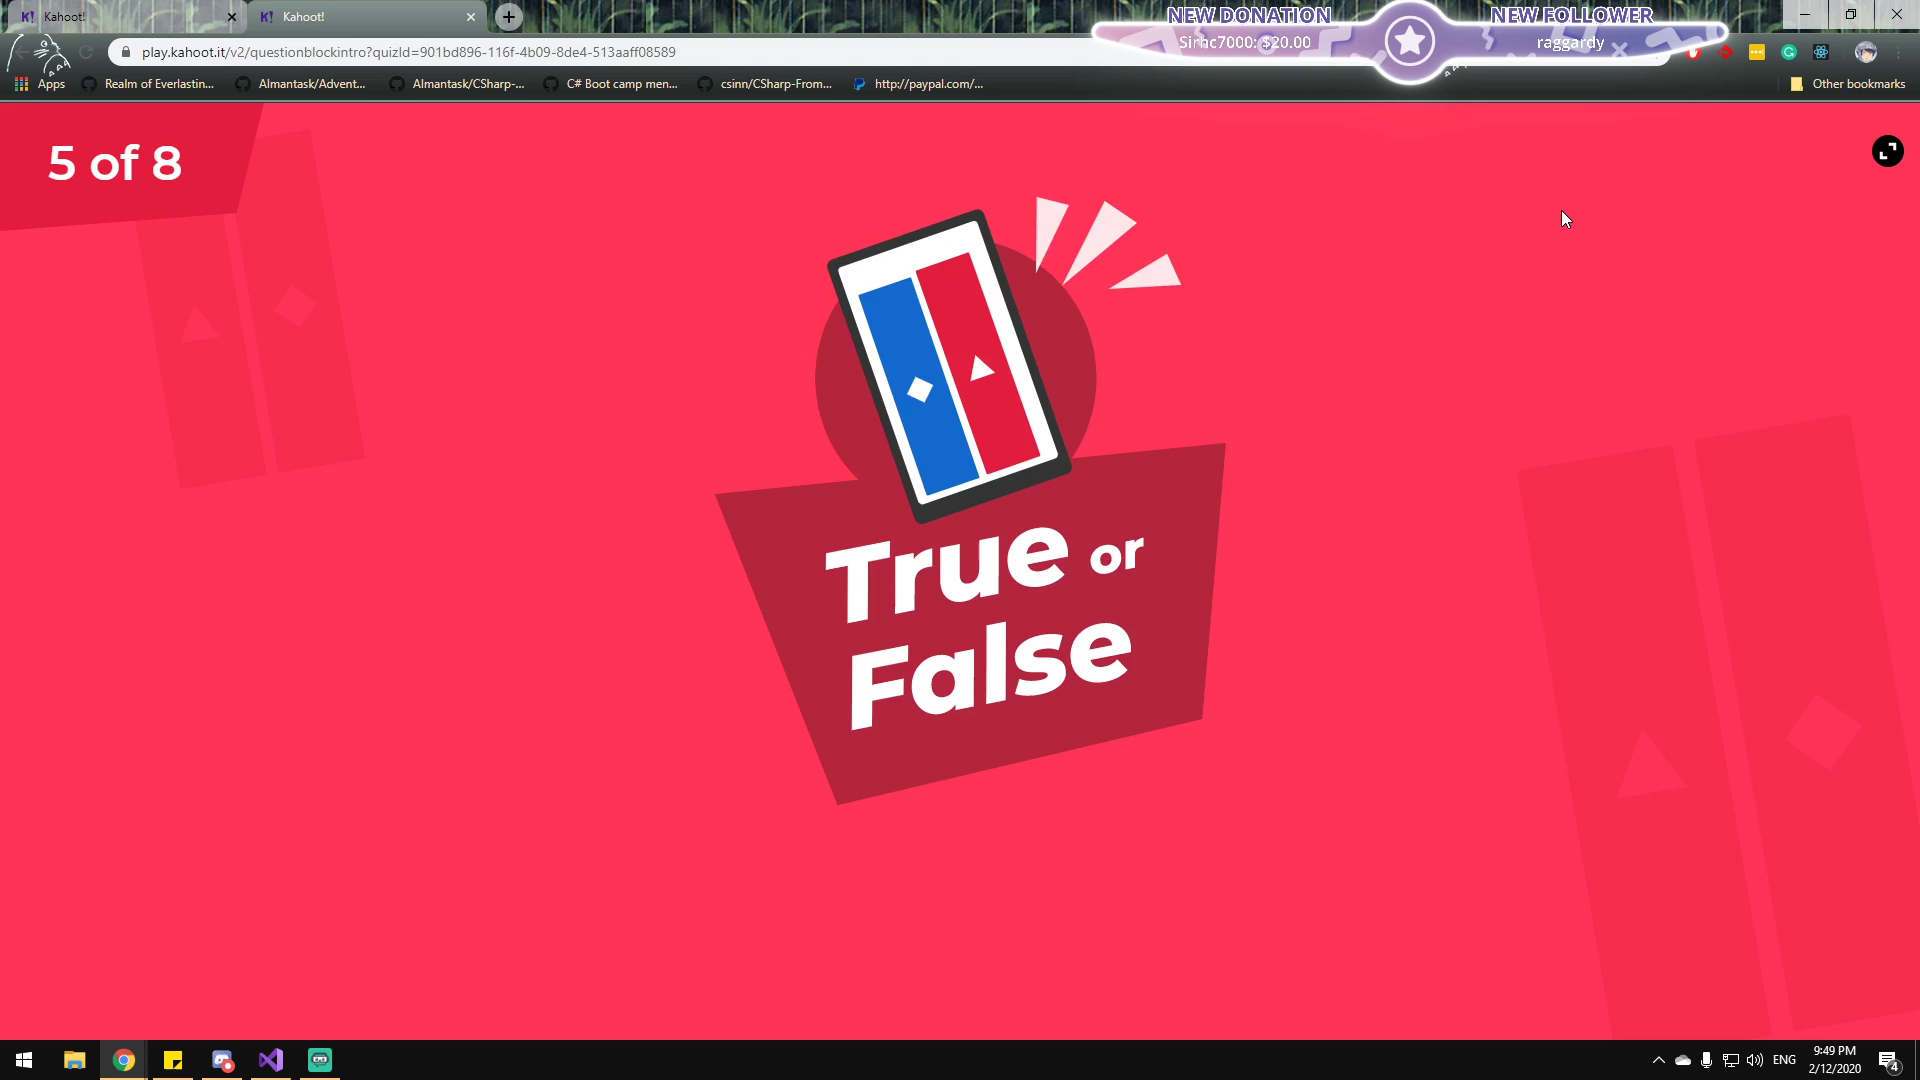 K! Kahoot!
K! Kahoot!
NEW DONATION
Sirhc7000: $20.00
NEW FOLLOWER
raggardy
play.kahoot.it/v2/questionblockintro?quizId=901bd896-116f-4b09-8de4-513aaff08589
Apps
Realm of Everlastin...
Almantask/Advent...
Almantask/CSharp-...
C# Boot camp men...
csinn/CSharp-From...
http://paypal.com/...
Other bookmarks
5 of 8
True or
False
ENG
9:49 PM
2/12/2020
4